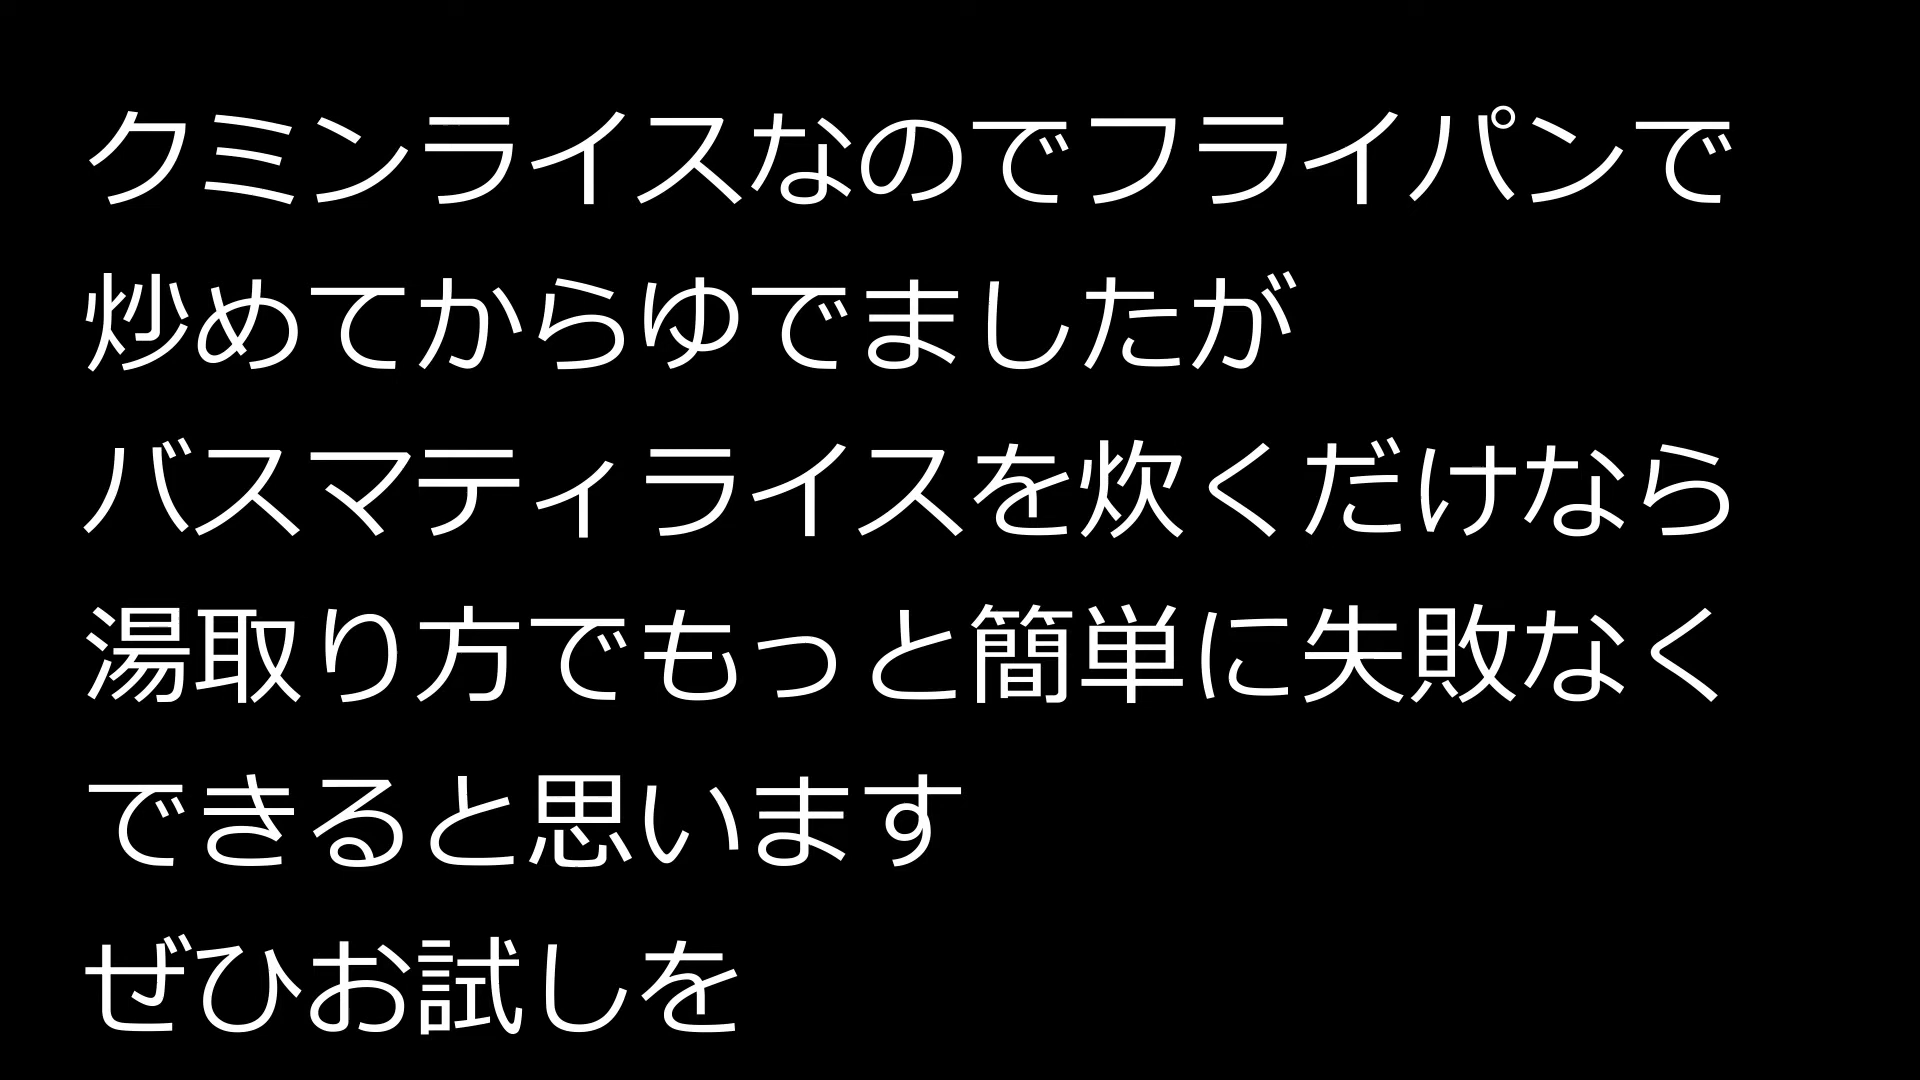 クミンライスなのでフライパンで
炒めてからゆでましたが
バスマティライスを炊くだけなら
湯取り方でもっと簡単に失敗なく
できると思います
ぜひお試しを